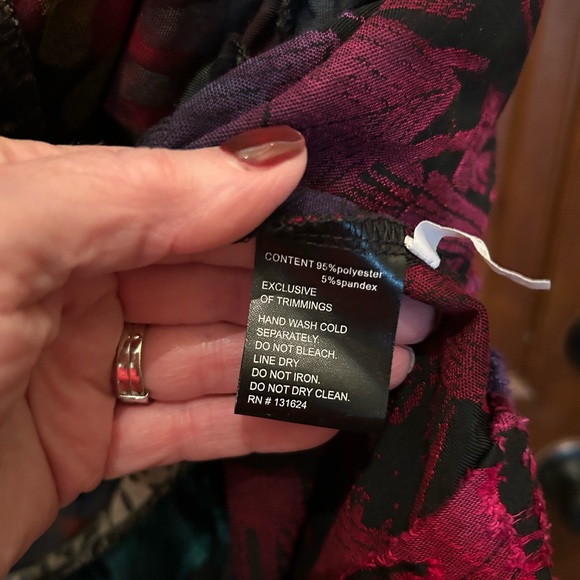 CONTENT 95%polyester
5%spandex
EXCLUSIVE
OF TRIMMINGS
HAND WASH COLD
SEPARATELY.
DO NOT BLEACH.
LINE DRY
DO NOT IRON.
DO NOT DRY CLEAN.
RN # 131624